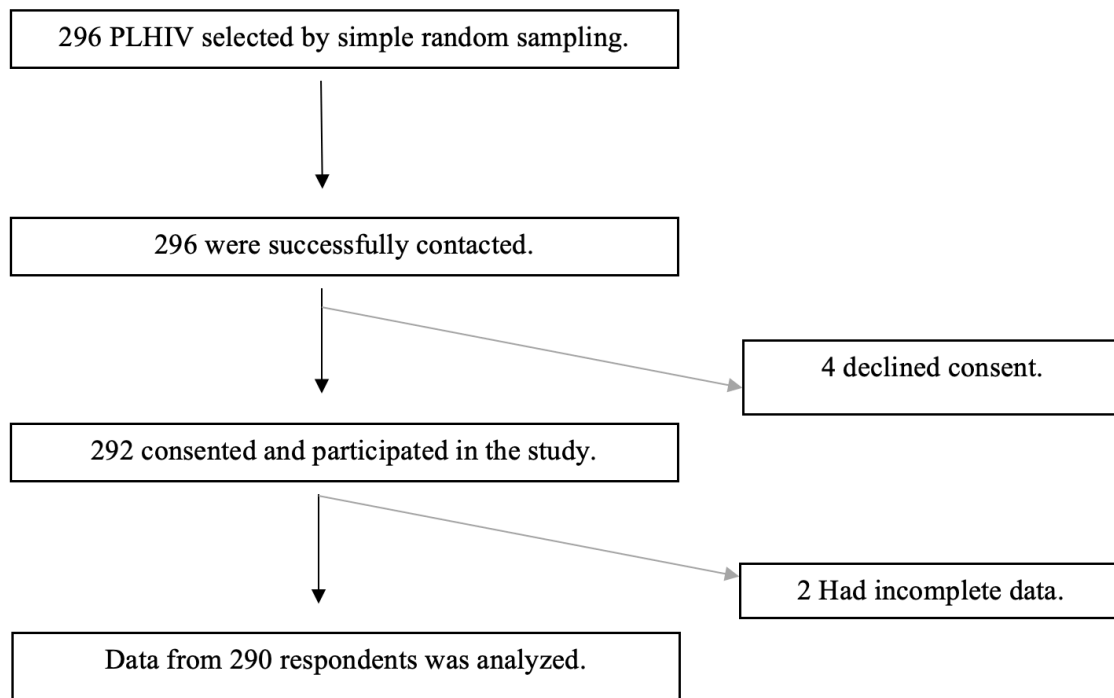 296 PLHIV selected by simple random sampling.
296 were successfully contacted.
4 declined consent.
292 consented and participated in the study.
2 Had incomplete data.
Data from 290 respondents was analyzed.